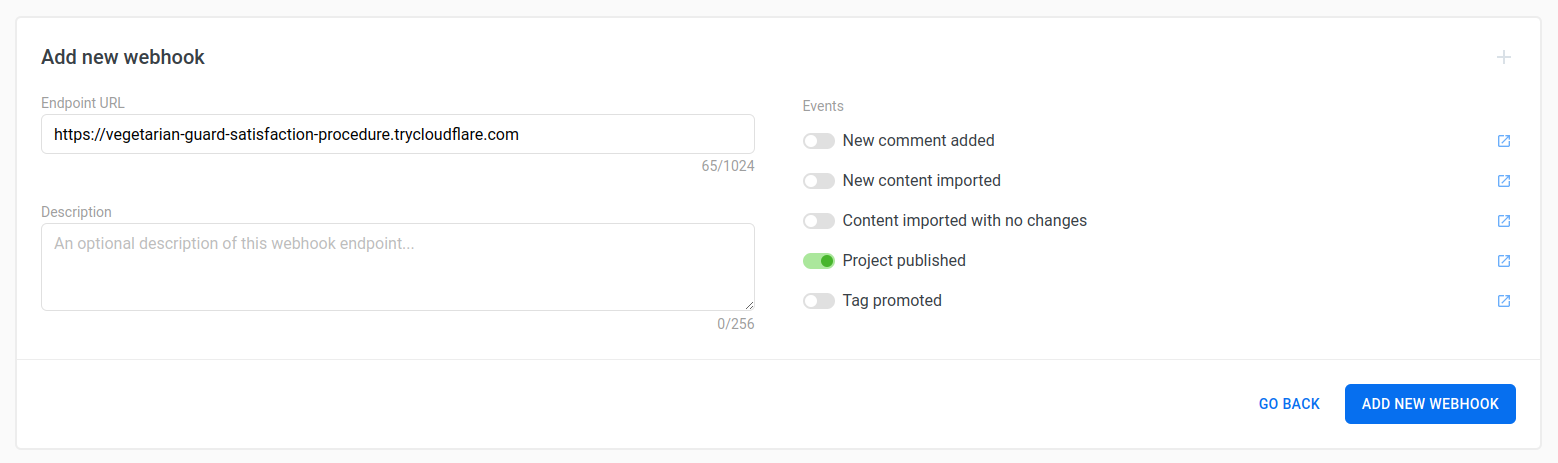 Add new webhook
Endpoint URL
https://vegetarian-guard-satisfaction-procedure.trycloudflare.com
65/1024
Description
An optional description of this webhook endpoint...
0/256
Events
New comment added
New content imported
Content imported with no changes
Project published
Tag promoted
GO BACK
ADD NEW WEBHOOK